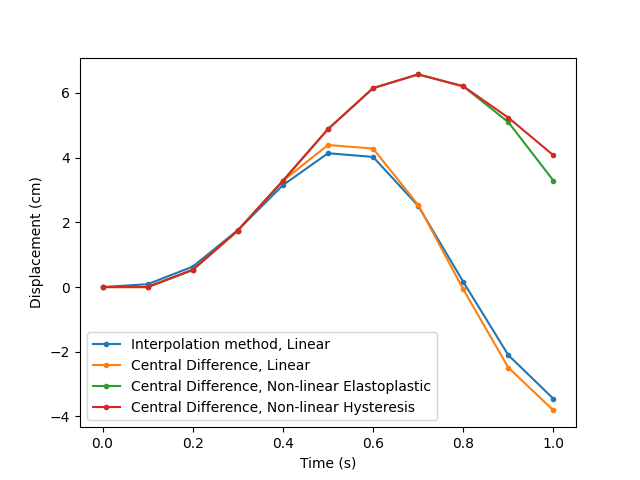 6
4
2
0
−2
−4
Displacement (cm)
Interpolation method, Linear
Central Difference, Linear
Central Difference, Non-linear Elastoplastic
Central Difference, Non-linear Hysteresis
0.0 0.2 0.4 0.6 0.8 1.0
Time (s)